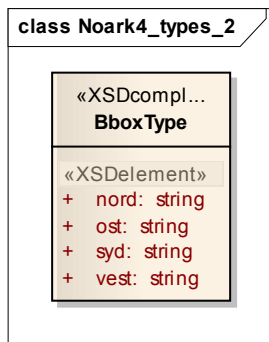 class Noark4_types_2
«XSDcompl...
BboxType
«XSDelement»
+ nord: string
+ ost: string
+ syd: string
+ vest: string